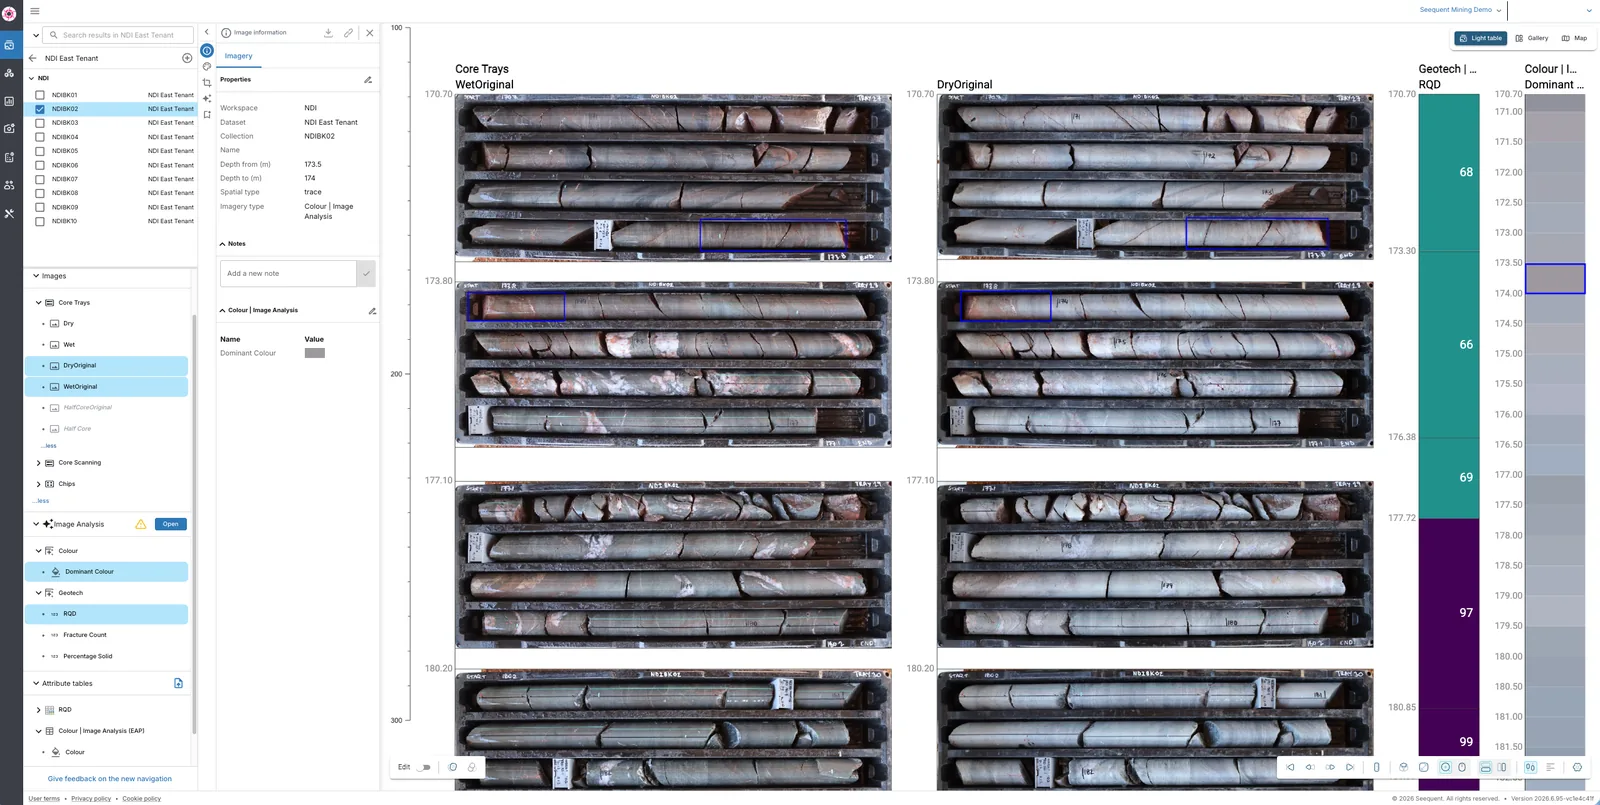 Seequent Mining Demo
Search results in NDI East Tenant
NDI East Tenant
NDI
NDIBK01 NDI East Tenant
NDIBK02 NDI East Tenant
NDIBK03 NDI East Tenant
NDIBK04 NDI East Tenant
NDIBK05 NDI East Tenant
NDIBK06 NDI East Tenant
NDIBK07 NDI East Tenant
NDIBK08 NDI East Tenant
NDIBK09 NDI East Tenant
NDIBK10 NDI East Tenant
Images
Core Trays
Dry
Wet
DryOriginal
WetOriginal
HalfCoreOriginal
Half Core
...less
Core Scanning
Chips
...less
Image Analysis Open
Colour
Dominant Colour
Geotech
RQD
Fracture Count
Percentage Solid
Attribute tables
RQD
Colour | Image Analysis (EAP)
Colour
Give feedback on the new navigation
Image information
Imagery
Properties
Workspace NDI
Dataset NDI East Tenant
Collection NDIBK02
Name
Depth from (m) 173.5
Depth to (m) 174
Spatial type trace
Imagery type Colour | Image
Analysis
Notes
Add a new note
Colour | Image Analysis
Name Value
Dominant Colour
100
200
300
Light table Gallery Map
Core Trays
WetOriginal
170.70
173.80
177.10
180.20
DryOriginal
170.70
173.80
177.10
180.20
START NDIBK02
END
START
END
START
END
START NDIBK02
Geotech | ...
RQD
170.70
68
173.30
66
176.38
69
177.72
97
180.85
99
Colour | I...
Dominant ...
170.70
171.00
171.50
172.00
172.50
173.00
173.50
174.00
174.50
175.00
175.50
176.00
176.50
177.00
177.50
178.00
178.50
179.00
179.50
180.00
180.50
181.00
181.50
Edit
User terms • Privacy policy • Cookie policy
© 2026 Seequent. All rights reserved. • Version 2026.6.95-vc1e4c41f